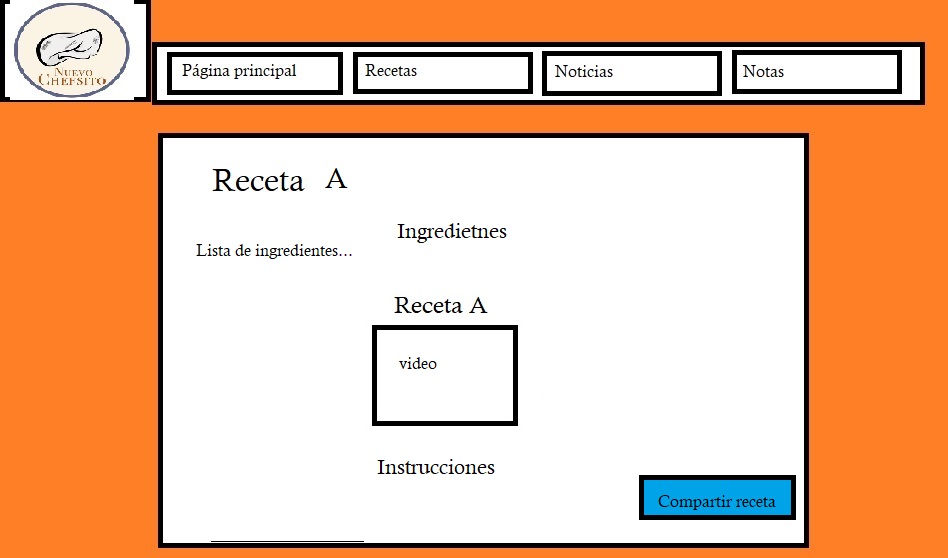 Nuevo
Chefsito
Página principal
Recetas
Noticias
Notas
Receta A
Ingredietnes
Lista de ingredientes...
Receta A
video
Instrucciones
Compartir receta